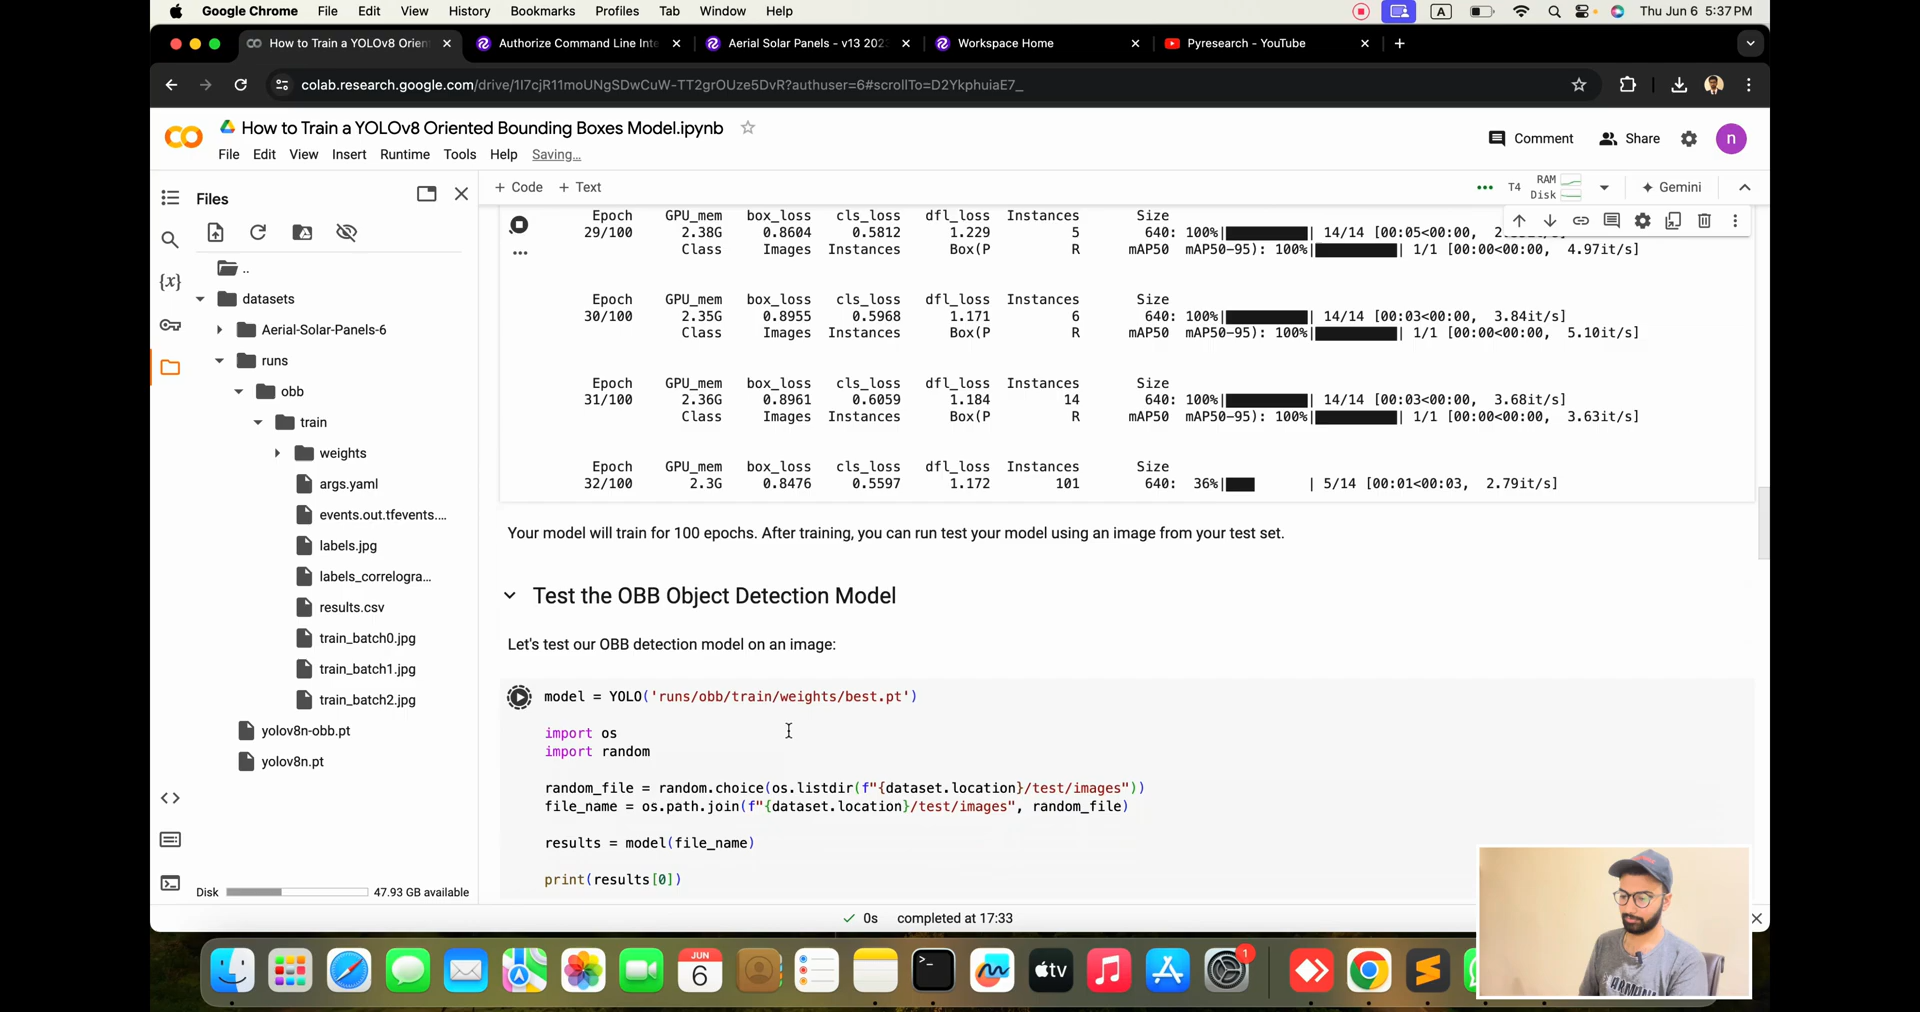 Google Chrome File Edit View History Bookmarks Profiles Tab Window Help A Thu Jun 6 5:37 PM
How to Train a YOLOv8 Orien Authorize Command Line Inte Aerial Solar Panels - v13 202 Workspace Home Pyresearch - YouTube
colab.research.google.com/drive/1I7cjR11moUNgSDwCuW-TT2grOUze5DvR?authuser=6#scrollTo=D2YkphuiaE7_
How to Train a YOLOv8 Oriented Bounding Boxes Model.ipynb
Comment Share n
File Edit View Insert Runtime Tools Help Saving...
Files
+ Code + Text
T4 RAM Disk
Gemini
..
datasets
Aerial-Solar-Panels-6
runs
obb
train
weights
args.yaml
events.out.tfevents....
labels.jpg
labels_correlogra...
results.csv
train_batch0.jpg
train_batch1.jpg
train_batch2.jpg
yolov8n-obb.pt
yolov8n.pt
Disk 47.93 GB available
Epoch GPU_mem box_loss cls_loss dfl_loss Instances Size
29/100 2.38G 0.8604 0.5812 1.229 5 640: 100%| | 14/14 [00:05<00:00,
Class Images Instances Box(P R mAP50 mAP50-95): 100%| | 1/1 [00:00<00:00, 4.97it/s]
Epoch GPU_mem box_loss cls_loss dfl_loss Instances Size
30/100 2.35G 0.8955 0.5968 1.171 6 640: 100%| | 14/14 [00:03<00:00, 3.84it/s]
Class Images Instances Box(P R mAP50 mAP50-95): 100%| | 1/1 [00:00<00:00, 5.10it/s]
Epoch GPU_mem box_loss cls_loss dfl_loss Instances Size
31/100 2.36G 0.8961 0.6059 1.184 14 640: 100%| | 14/14 [00:03<00:00, 3.68it/s]
Class Images Instances Box(P R mAP50 mAP50-95): 100%| | 1/1 [00:00<00:00, 3.63it/s]
Epoch GPU_mem box_loss cls_loss dfl_loss Instances Size
32/100 2.3G 0.8476 0.5597 1.172 101 640: 36%| | 5/14 [00:01<00:03, 2.79it/s]
Your model will train for 100 epochs. After training, you can run test your model using an image from your test set.
Test the OBB Object Detection Model
Let's test our OBB detection model on an image:
model = YOLO('runs/obb/train/weights/best.pt')
import os
import random
random_file = random.choice(os.listdir(f"{dataset.location}/test/images"))
file_name = os.path.join(f"{dataset.location}/test/images", random_file)
results = model(file_name)
print(results[0])
0s completed at 17:33
JUN
6
tv
1